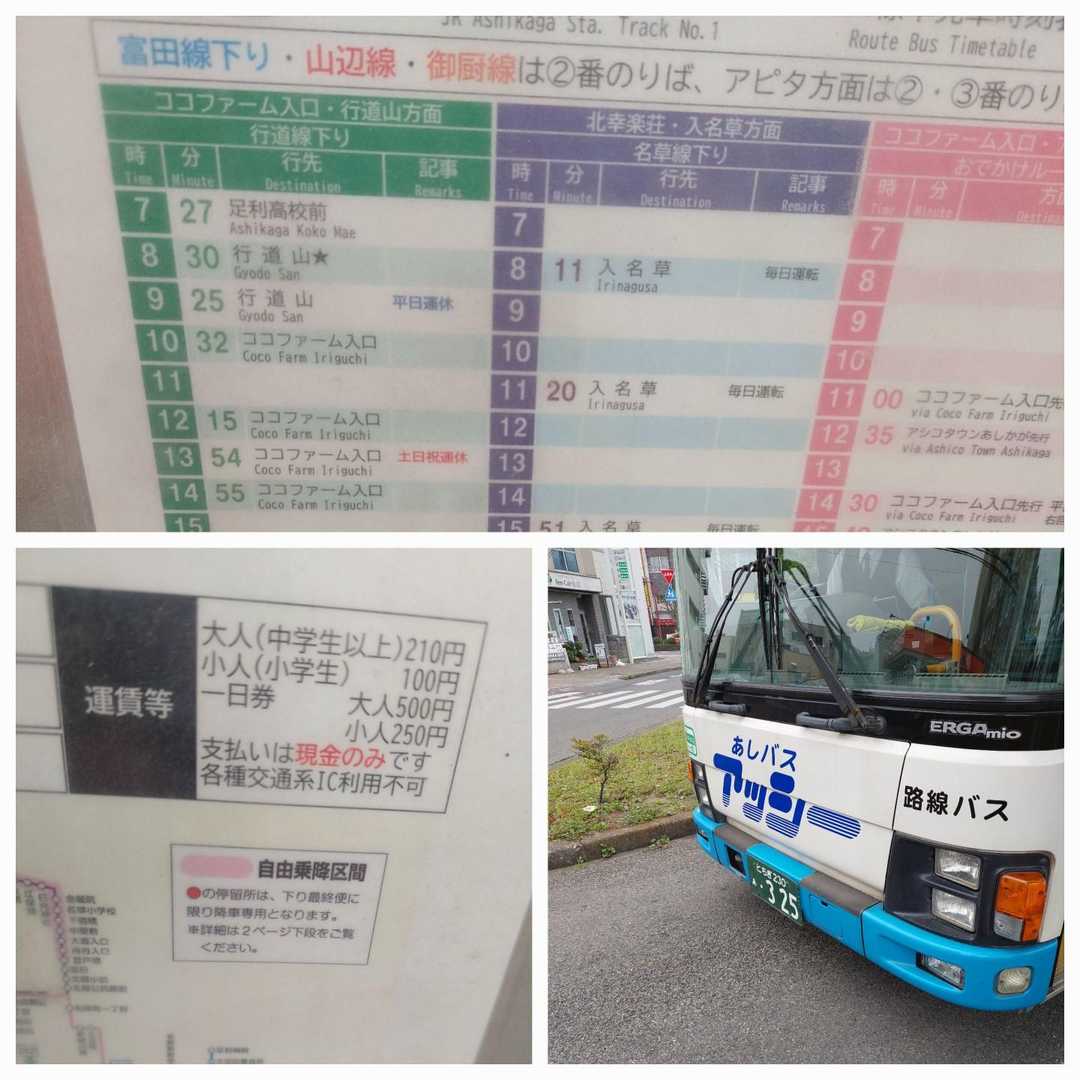 JR Ashikaga Sta. Track No.1
Route Bus Timetable
富田線下り・山辺線・御厨線は②番のりば、アピタ方面は②・③番のり
ココファーム入口・行道山方面
行道線下り
時 分 行先 記事
Time Minute Destination Remarks
7 27 足利高校前
Ashikaga Koko Mae
8 30 行道山★
Gyodo San
9 25 行道山 平日運休
Gyodo San
10 32 ココファーム入口
Coco Farm Iriguchi
11
12 15 ココファーム入口
Coco Farm Iriguchi
13 54 ココファーム入口 土日祝運休
Coco Farm Iriguchi
14 55 ココファーム入口
Coco Farm Iriguchi
15
北幸楽荘・入名草方面
名草線下り
時 分 行先 記事
Time Minute Destination Remarks
7
8 11 入名草 毎日運転
Irinagusa
9
10
11 20 入名草 毎日運転
Irinagusa
12
13
14
15 51 入名草 毎日運転
ココファーム入口・
おでかけルー
時 分 方面
Time Minute
7
8
9
10
11 00 ココファーム入口先
via Coco Farm Iriguchi
12 35 アシコタウンあしかが先行
via Ashico Town Ashikaga
13
14 30 ココファーム入口先行
via Coco Farm Iriguchi
運賃等
大人(中学生以上)210円
小人(小学生) 100円
一日券 大人500円
小人250円
支払いは現金のみです
各種交通系IC利用不可
自由乗降区間
●の停留所は、下り最終便に
限り降車専用となります。
※詳細は2ページ下段をご覧
ください。
ERGAmio
あしバス
アッシー
路線バス
とちぎ 230
325